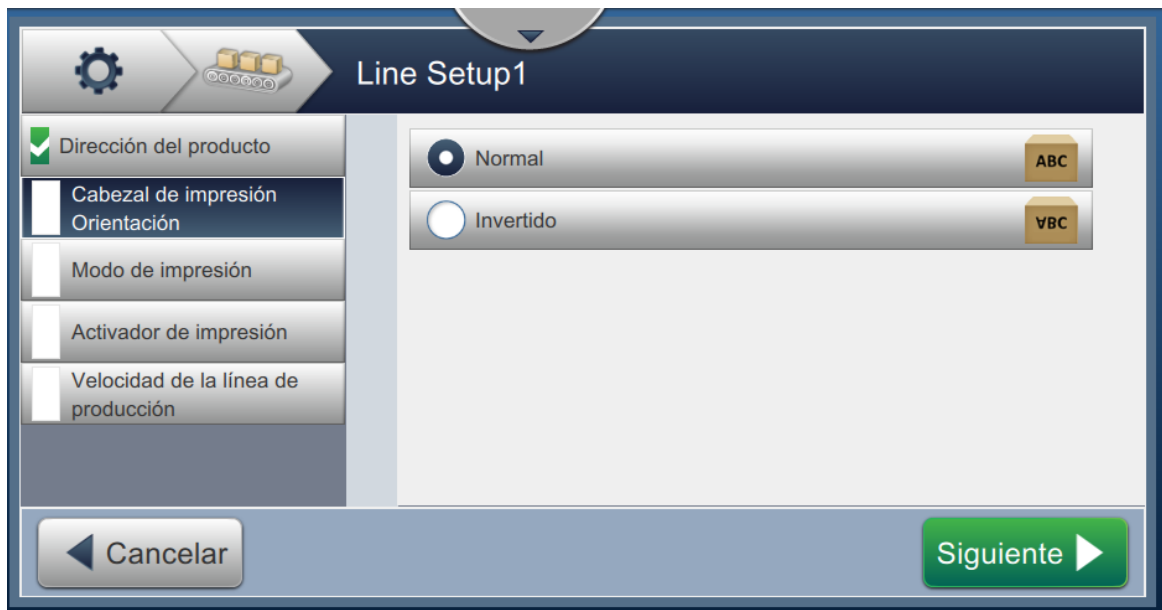 Line Setup1
Dirección del producto
Cabezal de impresión
Orientación
Modo de impresión
Activador de impresión
Velocidad de la línea de
producción
Normal
ABC
Invertido
∀BC
Cancelar
Siguiente